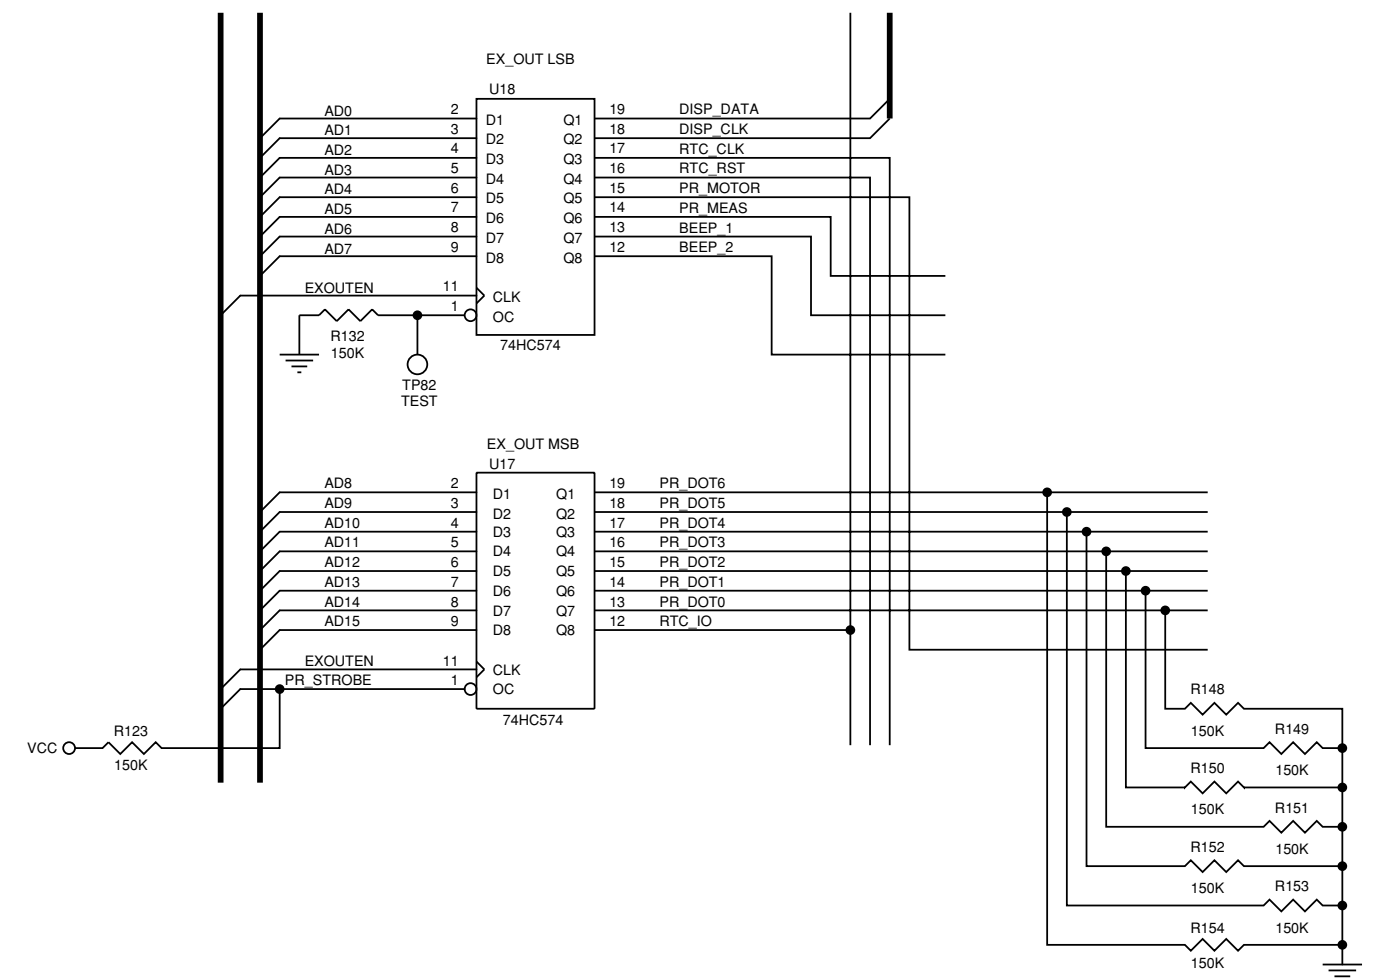 EX_OUT LSB
U18
AD0 2 D1 Q1 19 DISP_DATA
AD1 3 D2 Q2 18 DISP_CLK
AD2 4 D3 Q3 17 RTC_CLK
AD3 5 D4 Q4 16 RTC_RST
AD4 6 D5 Q5 15 PR_MOTOR
AD5 7 D6 Q6 14 PR_MEAS
AD6 8 D7 Q7 13 BEEP_1
AD7 9 D8 Q8 12 BEEP_2
EXOUTEN 11 CLK
1 OC
R132
150K
74HC574
TP82
TEST
EX_OUT MSB
U17
AD8 2 D1 Q1 19 PR_DOT6
AD9 3 D2 Q2 18 PR_DOT5
AD10 4 D3 Q3 17 PR_DOT4
AD11 5 D4 Q4 16 PR_DOT3
AD12 6 D5 Q5 15 PR_DOT2
AD13 7 D6 Q6 14 PR_DOT1
AD14 8 D7 Q7 13 PR_DOT0
AD15 9 D8 Q8 12 RTC_IO
EXOUTEN 11 CLK
PR_STROBE 1 OC
74HC574
VCC
R123
150K
R148
150K
R149
150K
R150
150K
R151
150K
R152
150K
R153
150K
R154
150K